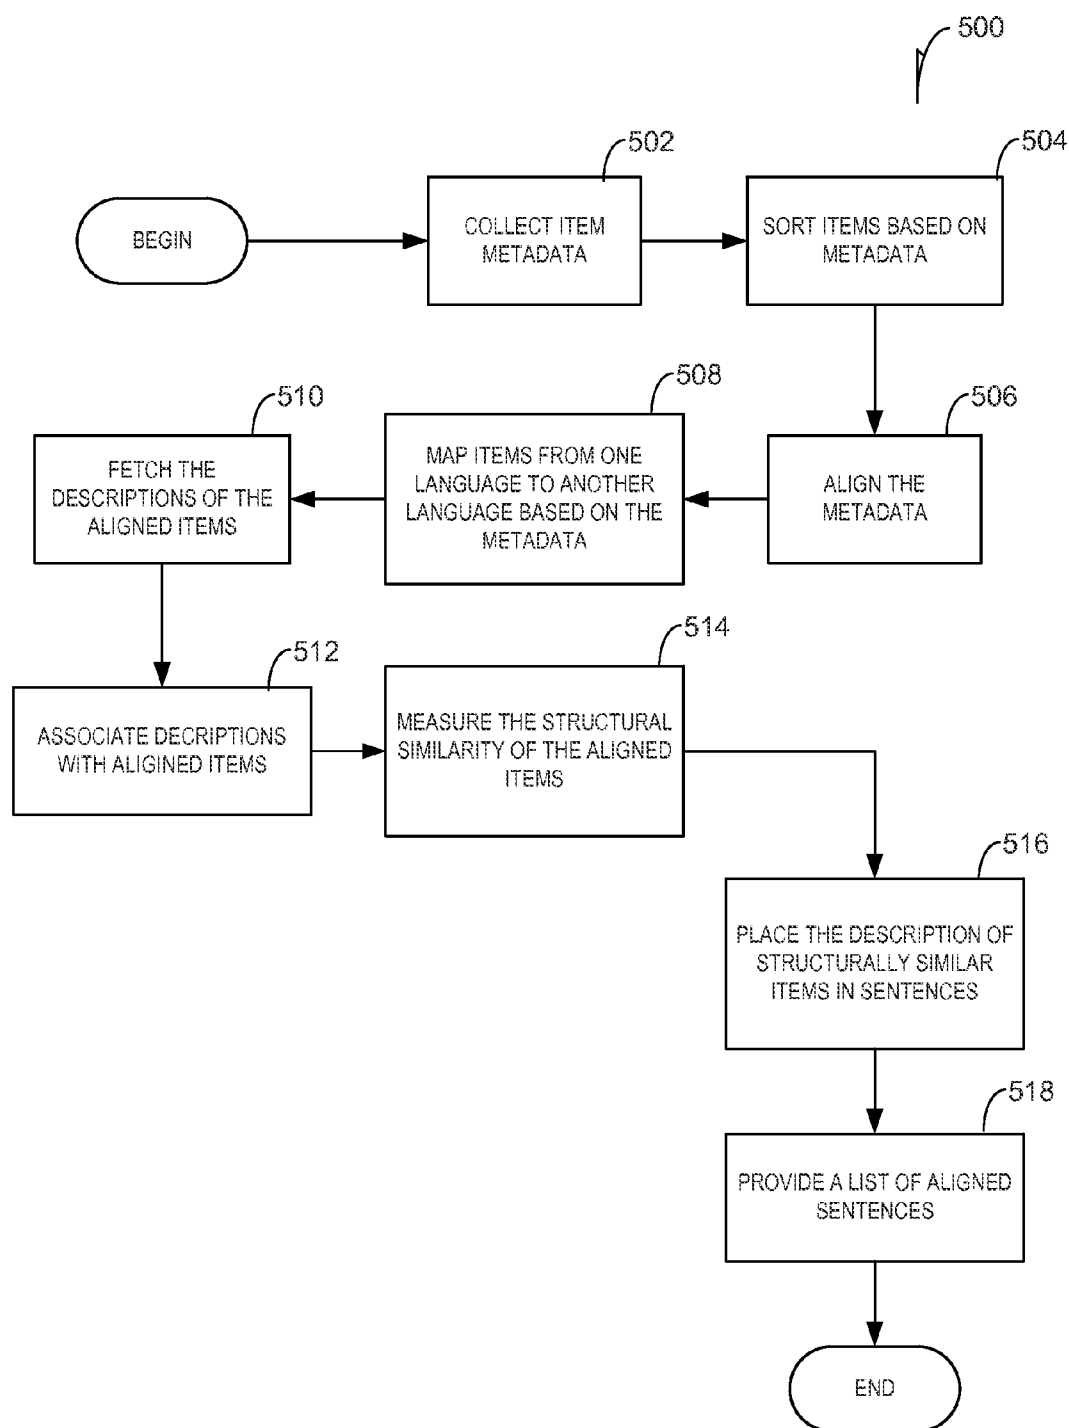 500
502
504
BEGIN
COLLECT ITEM
METADATA
SORT ITEMS BASED ON
METADATA
510
508
506
FETCH THE
DESCRIPTIONS OF THE
ALIGNED ITEMS
MAP ITEMS FROM ONE
LANGUAGE TO ANOTHER
LANGUAGE BASED ON THE
METADATA
ALIGN THE
METADATA
512
514
ASSOCIATE DECRIPTIONS
WITH ALIGINED ITEMS
MEASURE THE STRUCTURAL
SIMILARITY OF THE ALIGNED
ITEMS
516
PLACE THE DESCRIPTION OF
STRUCTURALLY SIMILAR
ITEMS IN SENTENCES
518
PROVIDE A LIST OF ALIGNED
SENTENCES
END